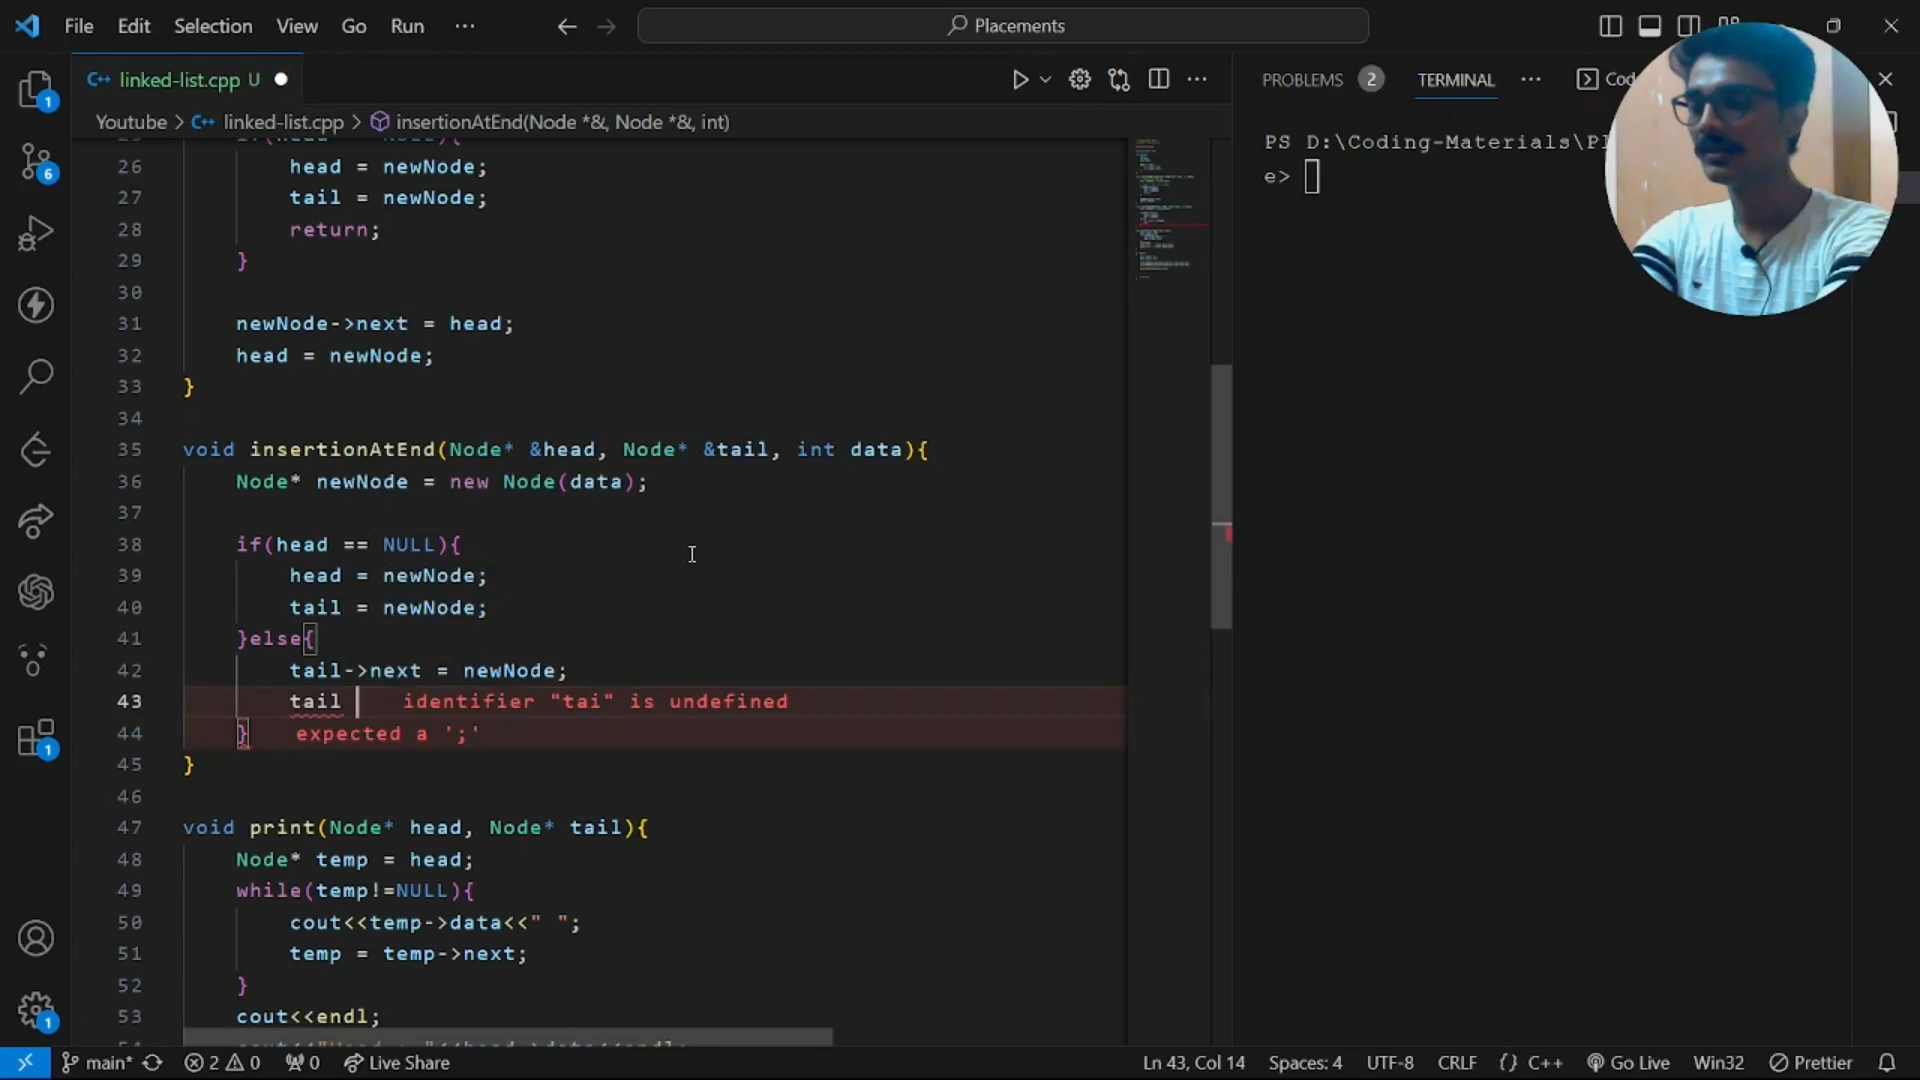 File Edit Selection View Go Run ··· Placements
linked-list.cpp U
PROBLEMS 2 TERMINAL ···
Youtube > linked-list.cpp > insertionAtEnd(Node *&, Node *&, int)
PS D:\Coding-Materials\Pl
e>
26 head = newNode;
27 tail = newNode;
28 return;
29 }
30
31 newNode->next = head;
32 head = newNode;
33 }
34
35 void insertionAtEnd(Node* &head, Node* &tail, int data){
36 Node* newNode = new Node(data);
37
38 if(head == NULL){
39 head = newNode;
40 tail = newNode;
41 }else{
42 tail->next = newNode;
43 tail identifier "tai" is undefined
44 } expected a ';'
45 }
46
47 void print(Node* head, Node* tail){
48 Node* temp = head;
49 while(temp!=NULL){
50 cout<<temp->data<<" ";
51 temp = temp->next;
52 }
53 cout<<endl;
1
6
1
1
main* 2 0 0 Live Share Ln 43, Col 14 Spaces: 4 UTF-8 CRLF {} C++ Go Live Win32 Prettier